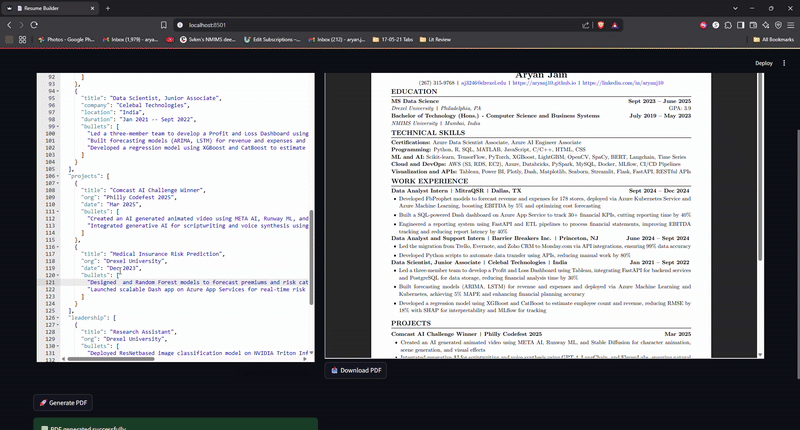 Resume Builder
localhost:8501
Photos - Google Ph...
Inbox (1,979) - arya...
Svkm's NMIMS dee...
Edit Subscriptions -...
Inbox (212) - aryan.j...
17-05-21 Tabs
Lit Review
All Bookmarks
Deploy
92 ]
93 },
94 {
95 "title": "Data Scientist, Junior Associate",
96 "company": "Celebal Technologies",
97 "location": "India",
98 "duration": "Jan 2021 -- Sept 2022",
99 "bullets": [
100 "Led a three-member team to develop a Profit and Loss Dashboard using
101 "Built forecasting models (ARIMA, LSTM) for revenue and expenses and
102 "Developed a regression model using XGBoost and CatBoost to estimate
103 ]
104 }
105 ],
106 "projects": [
107 {
108 "title": "Comcast AI Challenge Winner",
109 "org": "Philly Codefest 2025",
110 "date": "Mar 2025",
111 "bullets": [
112 "Created an AI generated animated video using META AI, Runway ML, and
113 "Integrated generative AI for scriptwriting and voice synthesis using
114 ]
115 },
116 {
117 "title": "Medical Insurance Risk Prediction",
118 "org": "Drexel University",
119 "date": "Dec 2023",
120 "bullets": [
121 "Designed and Random Forest models to forecast premiums and risk cat
122 "Launched scalable Dash app on Azure App Services for real-time risk
123 ]
124 }
125 ],
126 "leadership": [
127 {
128 "title": "Research Assistant",
129 "org": "Drexel University",
130 "bullets": [
131 "Deployed ResNetbased image classification model on NVIDIA Triton Inf
132
🚀 Generate PDF
PDF generated successfully
Aryan Jain
(267) 315-9768 | aj3246@drexel.edu | https://aryanj10.github.io | https://linkedin.com/in/aryanj10
EDUCATION
MS Data Science Sept 2023 – June 2025
Drexel University | Philadelphia, PA GPA: 3.9
Bachelor of Technology (Hons.) - Computer Science and Business Systems July 2019 – May 2023
NMIMS University | Mumbai, India
TECHNICAL SKILLS
Certifications: Azure Data Scientist Associate, Azure AI Engineer Associate
Programming: Python, R, SQL, MATLAB, JavaScript, C/C++, HTML, CSS
ML and AI: Scikit-learn, TensorFlow, PyTorch, XGBoost, LightGBM, OpenCV, SpaCy, BERT, Langchain, Time Series
Cloud and DevOps: AWS (S3, RDS, EC2), Azure, Databricks, PySpark, MySQL, Docker, MLflow, CI/CD Pipelines
Visualization and APIs: Tableau, Power BI, Plotly, Dash, Matplotlib, Seaborn, Streamlit, Flask, FastAPI, RESTful APIs
WORK EXPERIENCE
Data Analyst Intern | MitraQSR | Dallas, TX Sept 2024 – Dec 2024
• Developed FbProphet models to forecast revenue and expenses for 178 stores, deployed via Azure Kubernetes Service and
Azure Machine Learning, boosting EBITDA by 5% and optimizing cost forecasting
• Built a SQL-powered Dash dashboard on Azure App Service to track 30+ financial KPIs, cutting reporting time by 40%
• Engineered a reporting system using FastAPI and ETL pipelines to process financial statements, improving EBITDA
tracking and reducing report latency by 40%
Data Analyst and Support Intern | Barrier Breakers Inc. | Princeton, NJ June 2024 – Sept 2024
• Led the migration from Trello, Evernote, and Zoho CRM to Monday.com via API integrations, ensuring 99% data accuracy
• Developed Python scripts to automate data transfer using APIs, reducing manual work by 80%
Data Scientist, Junior Associate | Celebal Technologies | India Jan 2021 – Sept 2022
• Led a three-member team to develop a Profit and Loss Dashboard using Tableau, integrating FastAPI for backend services
and PostgreSQL for data storage, reducing financial analysis time by 30%
• Built forecasting models (ARIMA, LSTM) for revenue and expenses and deployed via Azure Machine Learning and
Kubernetes, achieving 5% MAPE and enhancing financial planning accuracy
• Developed a regression model using XGBoost and CatBoost to estimate employee count and revenue, reducing RMSE by
18% with SHAP for interpretability and MLflow for tracking
PROJECTS
Comcast AI Challenge Winner | Philly Codefest 2025 Mar 2025
• Created an AI generated animated video using META AI, Runway ML, and Stable Diffusion for character animation,
scene generation, and visual effects
Download PDF